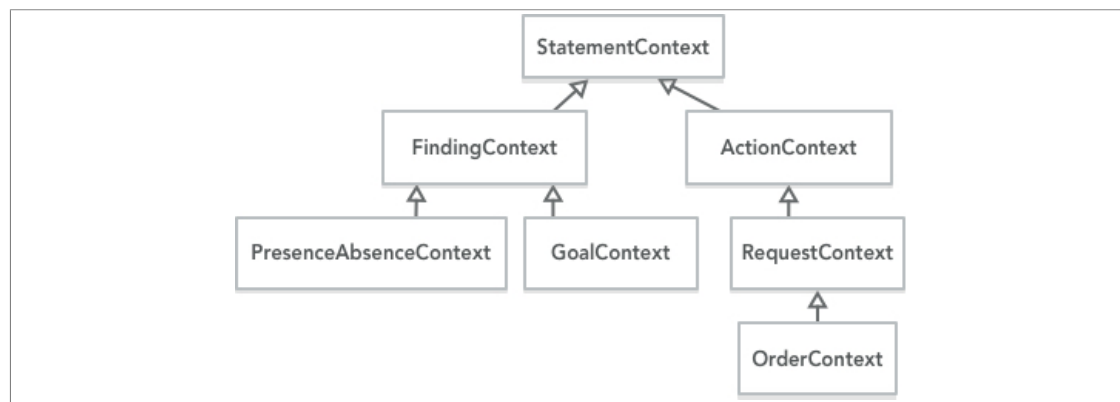 StatementContext
FindingContext
ActionContext
PresenceAbsenceContext
GoalContext
RequestContext
OrderContext